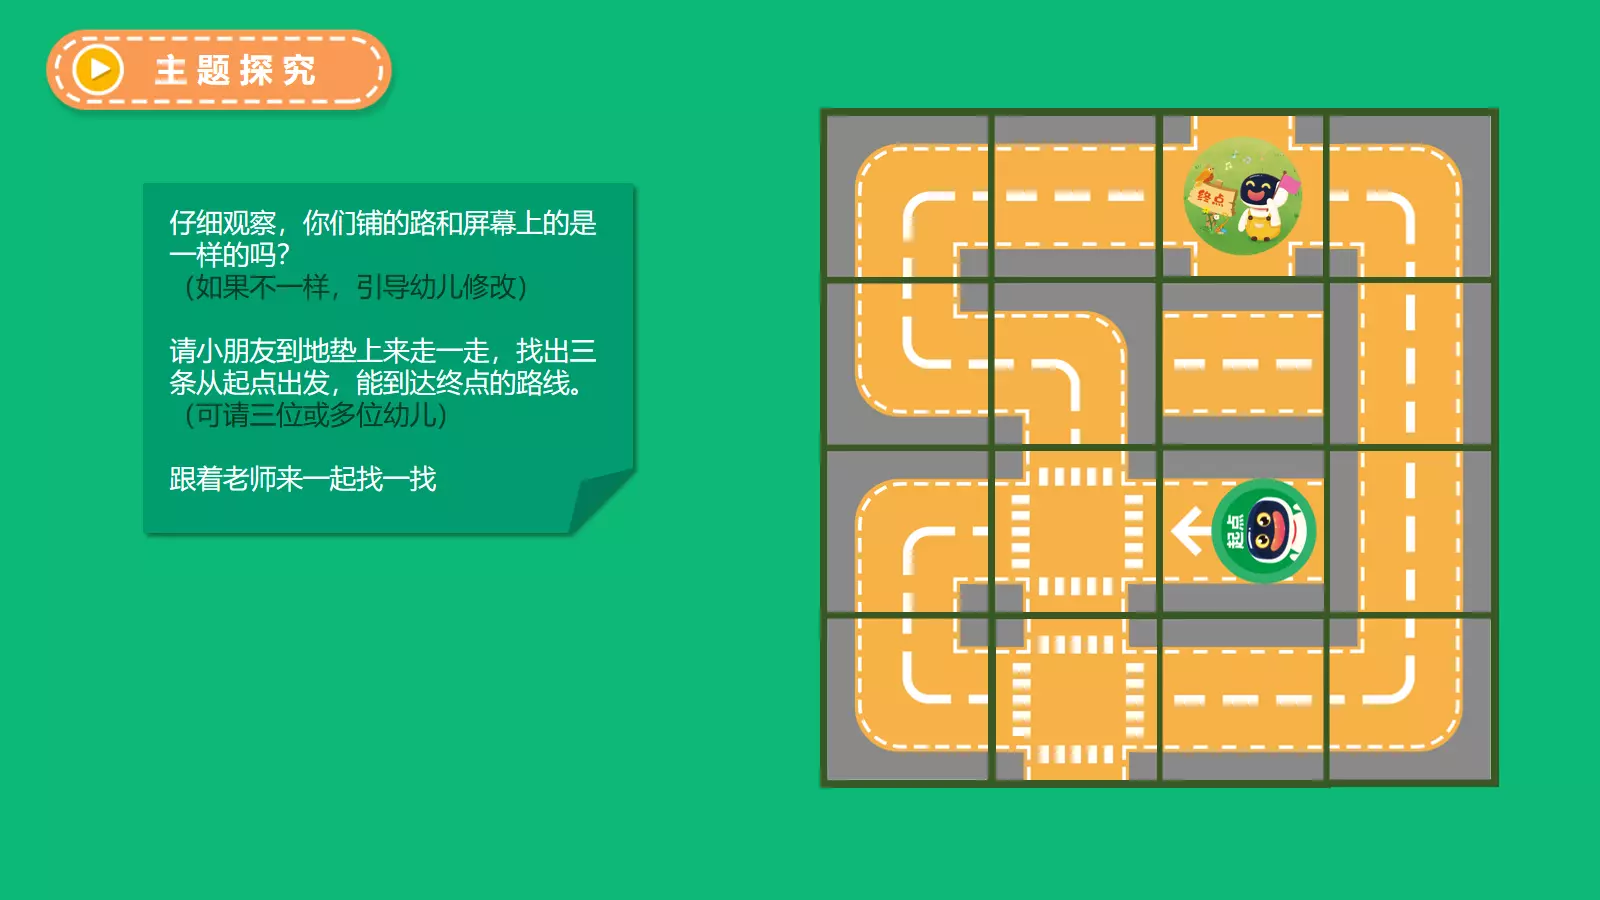 主题探究
仔细观察，你们铺的路和屏幕上的是
一样的吗？
（如果不一样，引导幼儿修改）
请小朋友到地垫上来走一走，找出三
条从起点出发，能到达终点的路线。
（可请三位或多位幼儿）
跟着老师来一起找一找
终点
起点